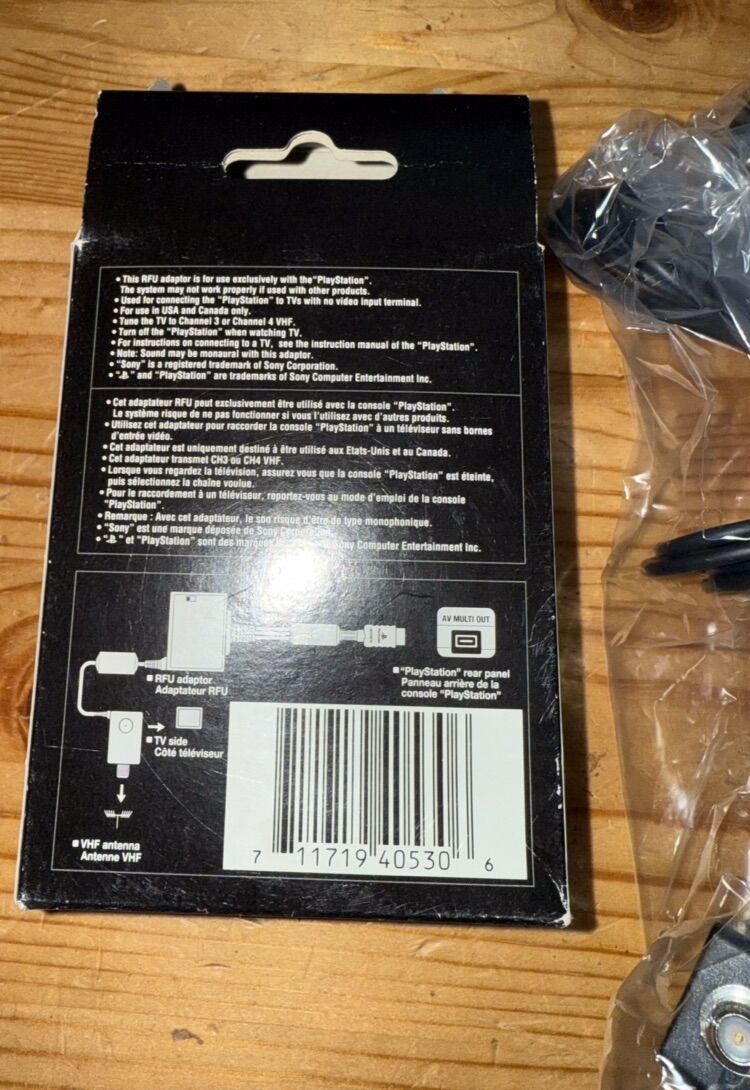 • This RFU adaptor is for use exclusively with the "PlayStation".
The system may not work properly if used with other products.
• Used for connecting the "PlayStation" to TVs with no video input terminal.
• For use in USA and Canada only.
• Tune the TV to Channel 3 or Channel 4 VHF.
• Turn off the "PlayStation" when watching TV.
• For instructions on connecting to a TV, see the instruction manual of the "PlayStation".
• Note: Sound may be monaural with this adaptor.
• "Sony" is a registered trademark of Sony Corporation.
• " " and "PlayStation" are trademarks of Sony Computer Entertainment Inc.
• Cet adaptateur RFU peut exclusivement être utilisé avec la console "PlayStation".
Le système risque de ne pas fonctionner si vous l'utilisez avec d'autres produits.
• Utilisez cet adaptateur pour raccorder la console "PlayStation" à un téléviseur sans bornes
d'entrée vidéo.
• Cet adaptateur est uniquement destiné à être utilisé aux Etats-Unis et au Canada.
• Cet adaptateur transmet CH3 ou CH4 VHF.
• Lorsque vous regardez la télévision, assurez vous que la console "PlayStation" est éteinte,
puis sélectionnez la chaîne voulue.
• Pour le raccordement à un téléviseur, reportez-vous au mode d'emploi de la console
"PlayStation".
• Remarque : Avec cet adaptateur, le son risque d'être de type monophonique.
• "Sony" est une marque déposée de Sony Corporation.
• " " et "PlayStation" sont des marques Sony Computer Entertainment Inc.
AV MULTI OUT
RFU adaptor
Adaptateur RFU
"PlayStation" rear panel
Panneau arrière de la
console "PlayStation"
TV side
Côté téléviseur
VHF antenna
Antenne VHF
7 11719 40530 6